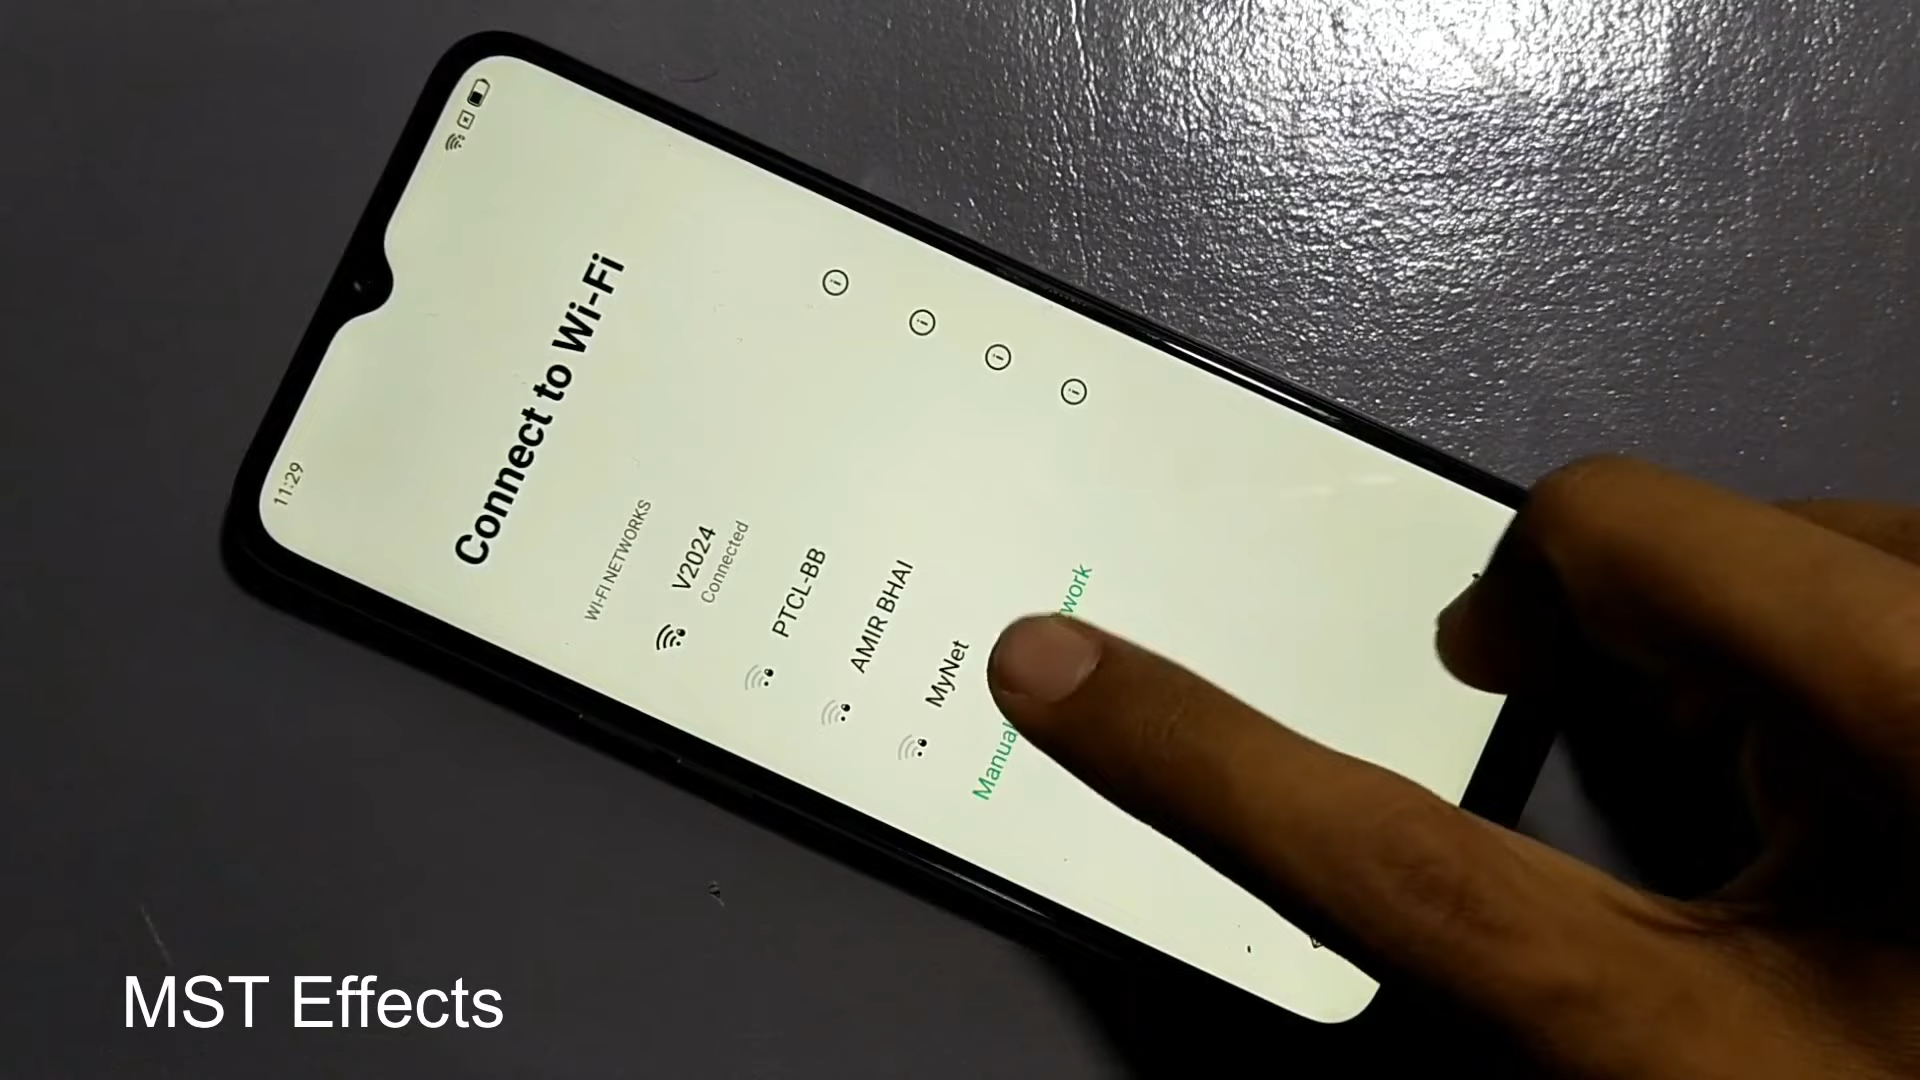 11:29
Connect to Wi-Fi
WI-FI NETWORKS
V2024
Connected
PTCL-BB
AMIR BHAI
MyNet
MST Effects